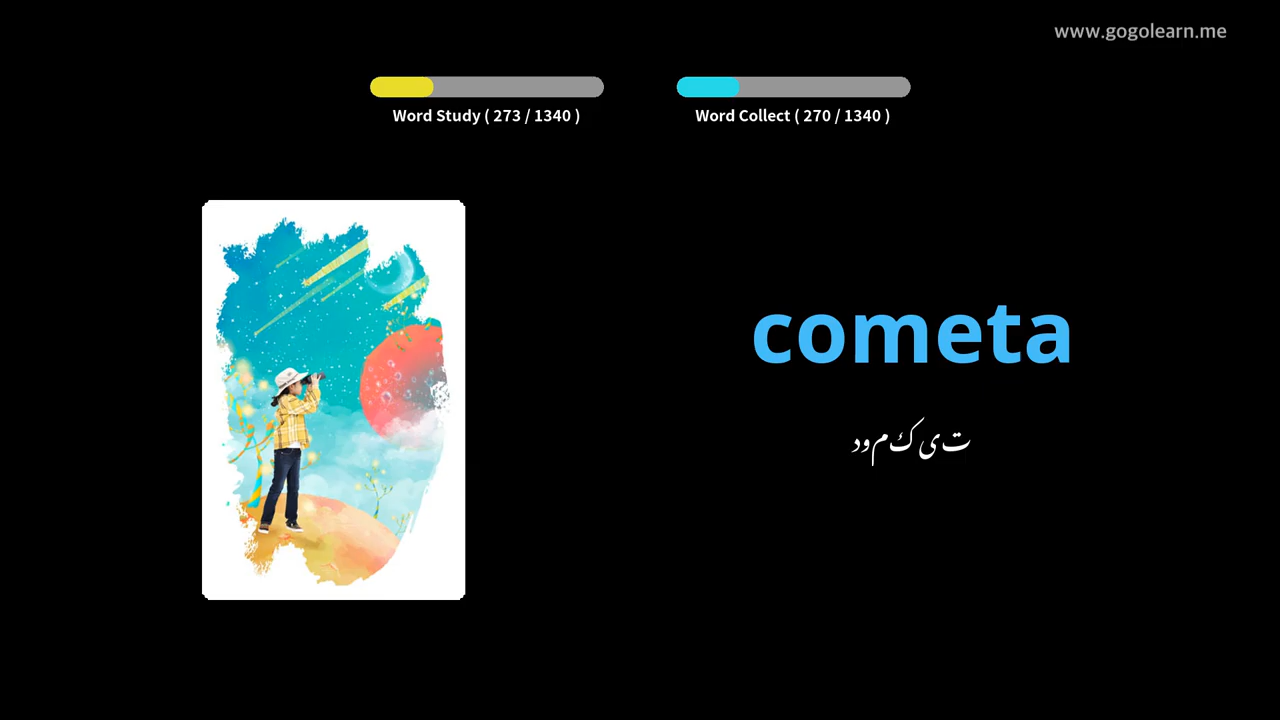 www.gogolearn.me
Word Study ( 273 / 1340 )
Word Collect ( 270 / 1340 )
cometa
ت ی ک م و د